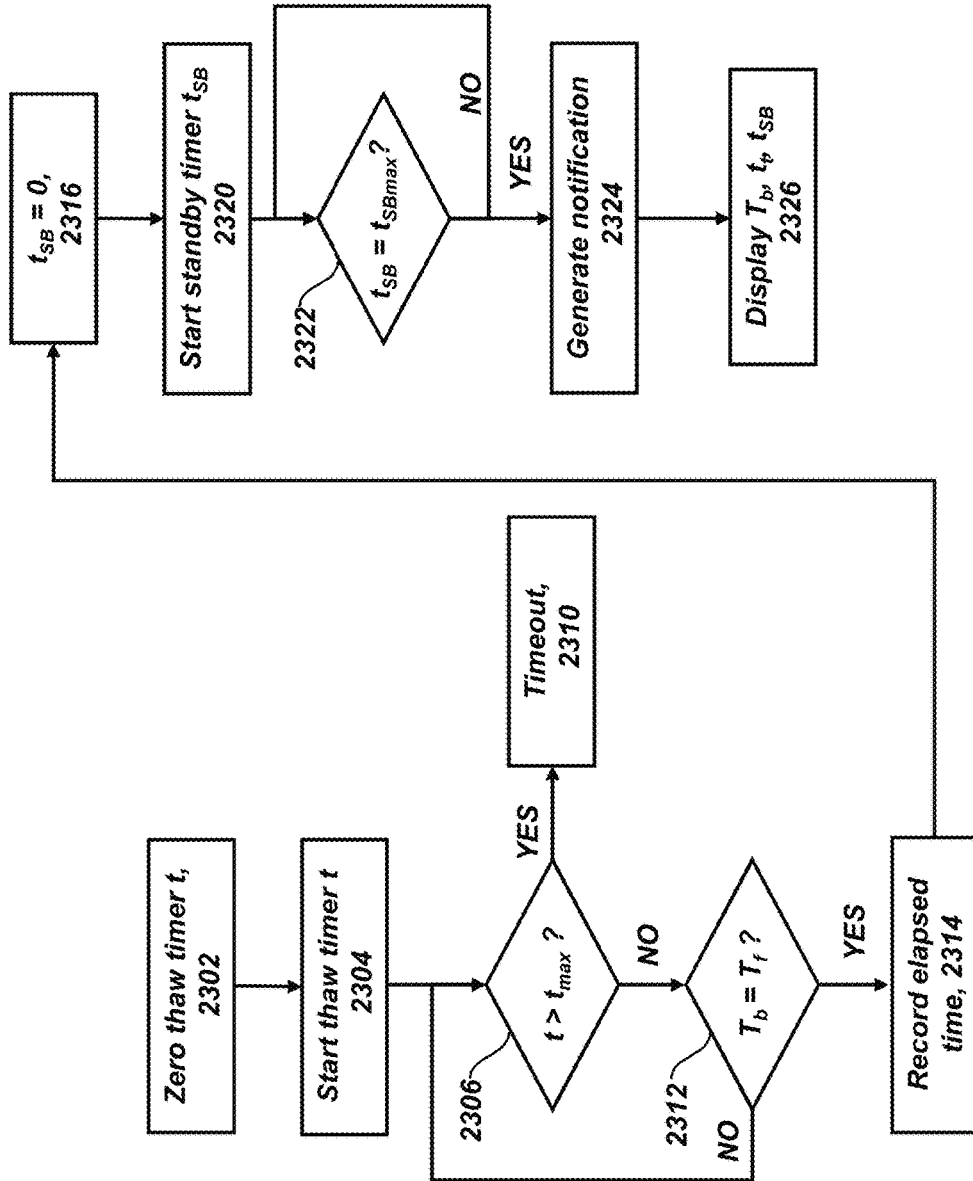 Zero thaw timer t,
2302
Start thaw timer t
2304
2306
t > t_max ?
YES
Timeout,
2310
NO
2312
T_b = T_f ?
NO
YES
Record elapsed
time, 2314
t_SB = 0,
2316
Start standby timer t_SB
2320
2322
t_SB = t_SBmax?
NO
YES
Generate notification
2324
Display T_b, t_t, t_SB
2326